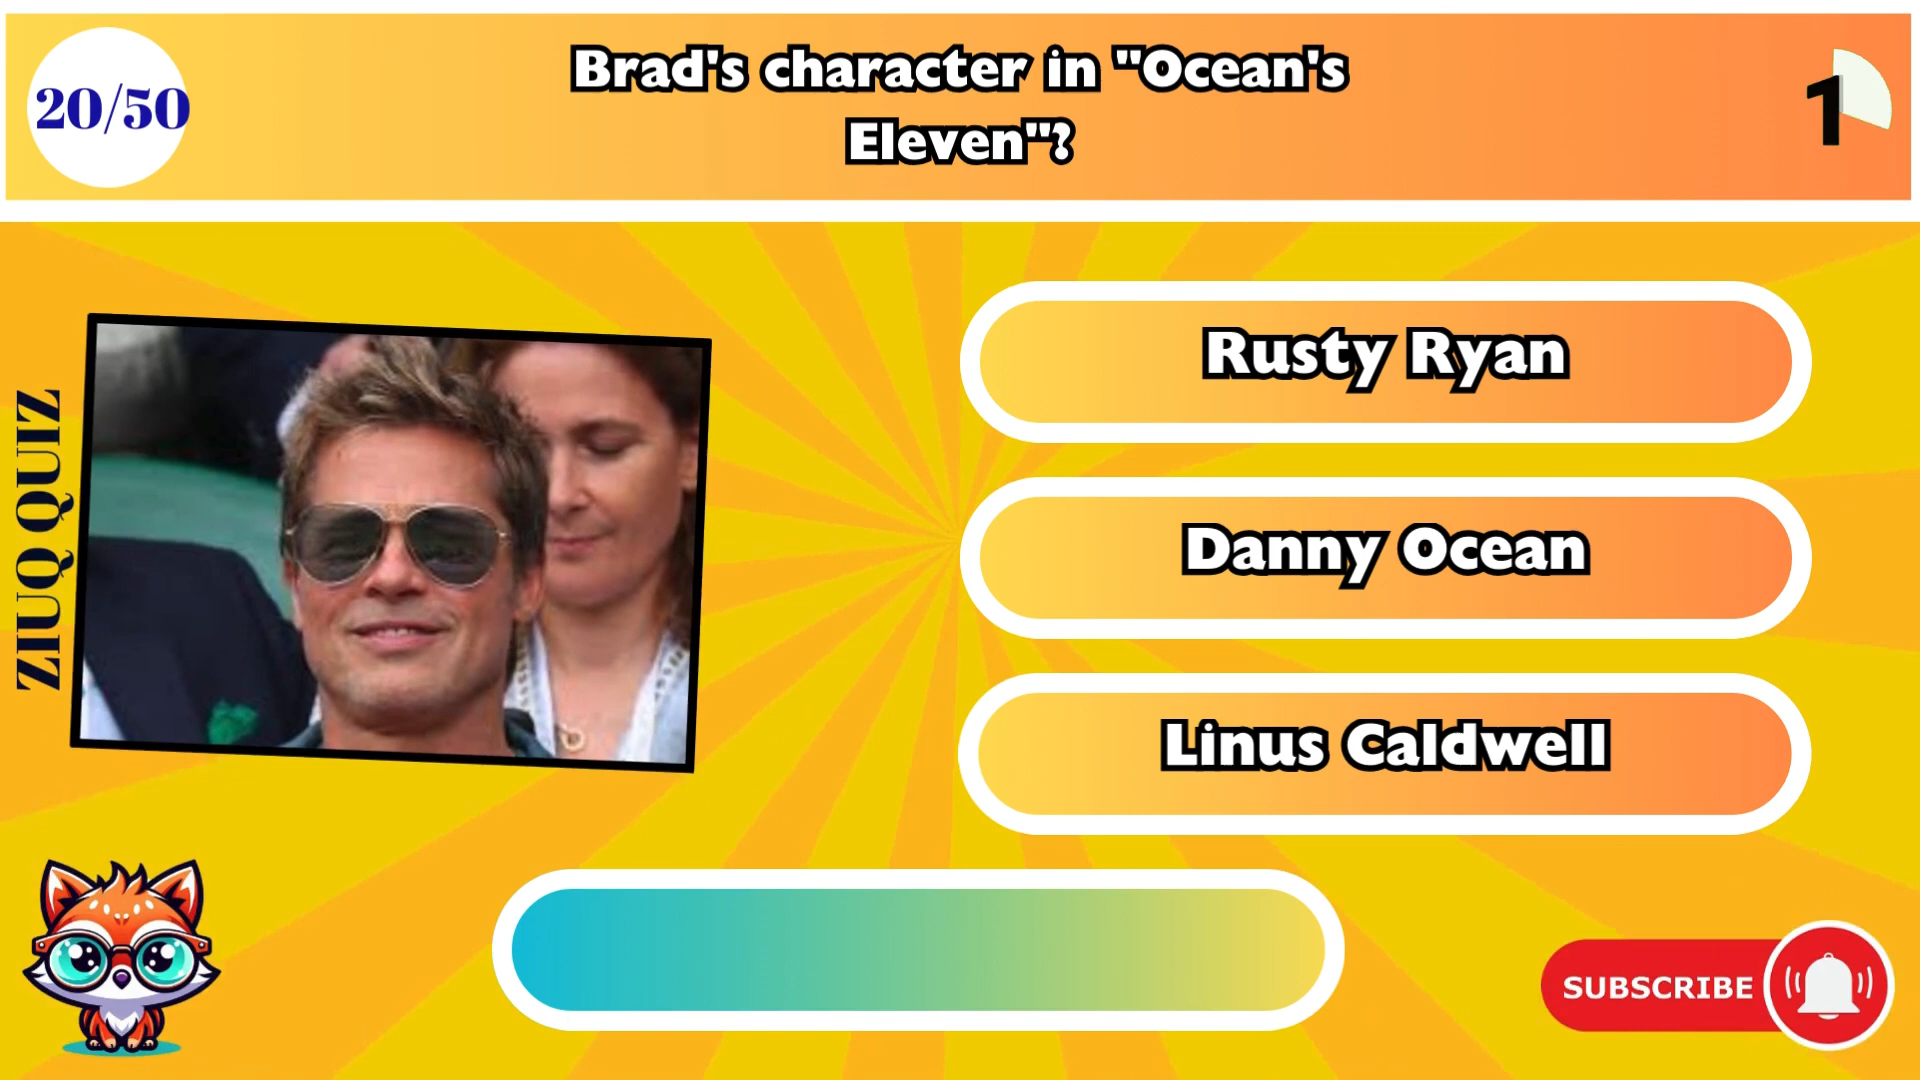 20/50
Brad's character in "Ocean's
Eleven"?
1
ZIUQ QUIZ
Rusty Ryan
Danny Ocean
Linus Caldwell
SUBSCRIBE